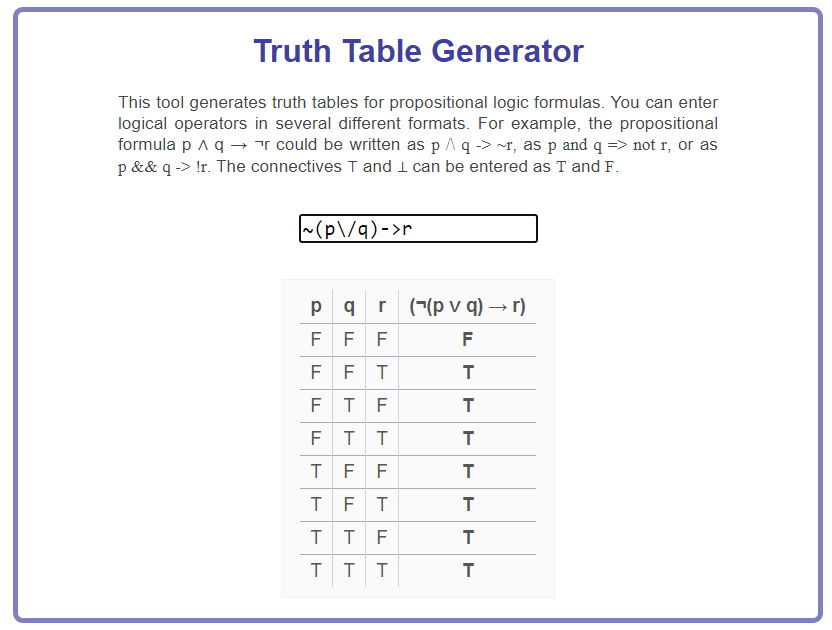 Truth Table Generator
This tool generates truth tables for propositional logic formulas. You can enter
logical operators in several different formats. For example, the propositional
formula p ∧ q → ¬r could be written as p /\ q -> ~r, as p and q => not r, or as
p && q -> !r. The connectives ⊤ and ⊥ can be entered as T and F.
~(p\/q)->r
p q r (¬(p ∨ q) → r)
F F F F
F F T T
F T F T
F T T T
T F F T
T F T T
T T F T
T T T T